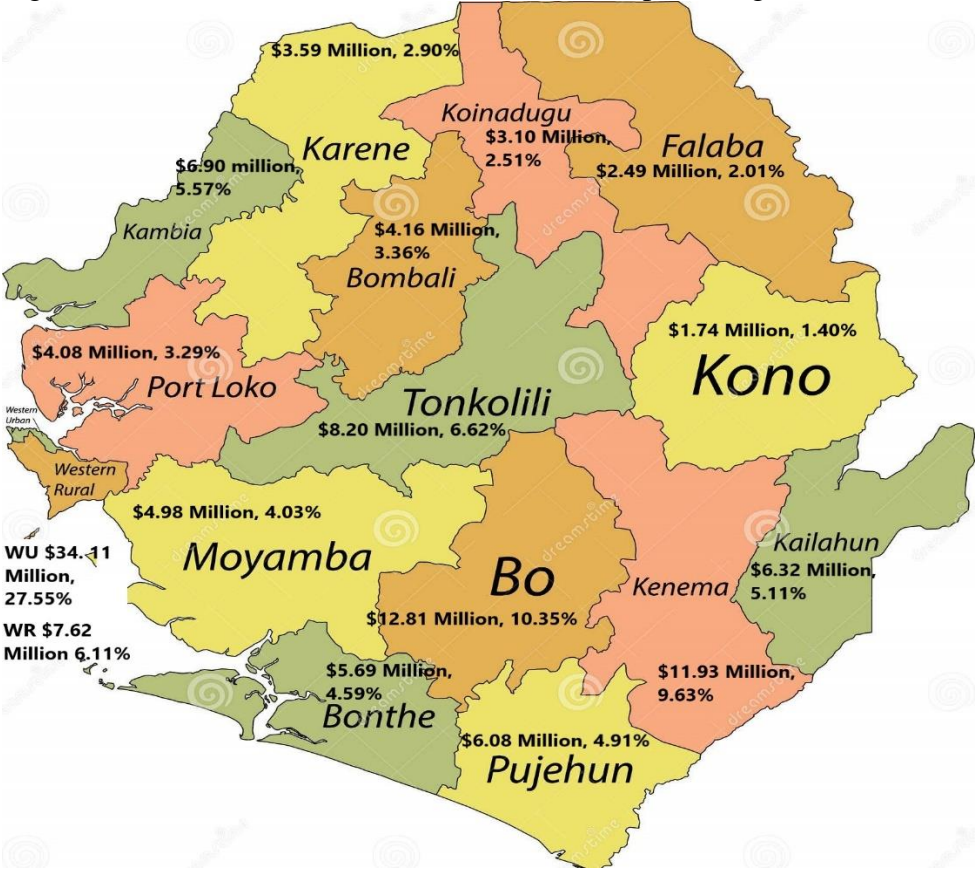 $3.59 Million, 2.90%
Koinadugu
$3.10 Million,
2.51%
Karene
Falaba
$2.49 Million, 2.01%
$6.90 million,
5.57%
Kambia
$4.16 Million,
3.36%
Bombali
$1.74 Million, 1.40%
Kono
$4.08 Million, 3.29%
Port Loko
Tonkolili
$8.20 Million, 6.62%
Western
Urban
Western
Rural
$4.98 Million, 4.03%
Moyamba
Bo
$12.81 Million, 10.35%
Kenema
Kailahun
$6.32 Million,
5.11%
WU $34.11
Million,
27.55%
WR $7.62
Million 6.11%
$11.93 Million,
9.63%
$5.69 Million,
4.59%
Bonthe
$6.08 Million, 4.91%
Pujehun
dreamstime